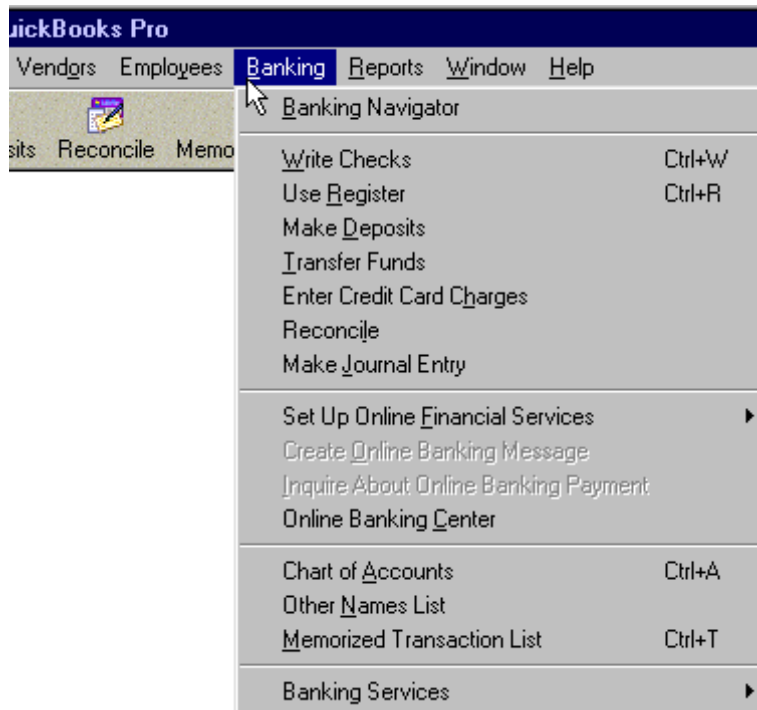 uickBooks Pro
Vendors Employees Banking Reports Window Help
sits Reconcile Memo
Banking Navigator
Write Checks Ctrl+W
Use Register Ctrl+R
Make Deposits
Transfer Funds
Enter Credit Card Charges
Reconcile
Make Journal Entry
Set Up Online Financial Services
Create Online Banking Message
Inquire About Online Banking Payment
Online Banking Center
Chart of Accounts Ctrl+A
Other Names List
Memorized Transaction List Ctrl+T
Banking Services